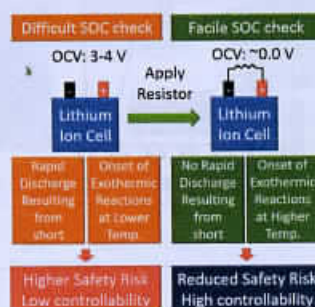 Difficult SOC check
Facile SOC check
OCV: 3-4 V
OCV: ~0.0 V
Apply
Resistor
-
+
-
+
Lithium
Ion Cell
Lithium
Ion Cell
Rapid
Discharge
Resulting
from
short
Onset of
Exothermic
Reactions
at Lower
Temp.
No Rapid
Discharge
Resulting
from
short
Onset of
Exothermic
Reactions
at Higher
Temp.
Higher Safety Risk
Low controllability
Reduced Safety Risk
High controllability